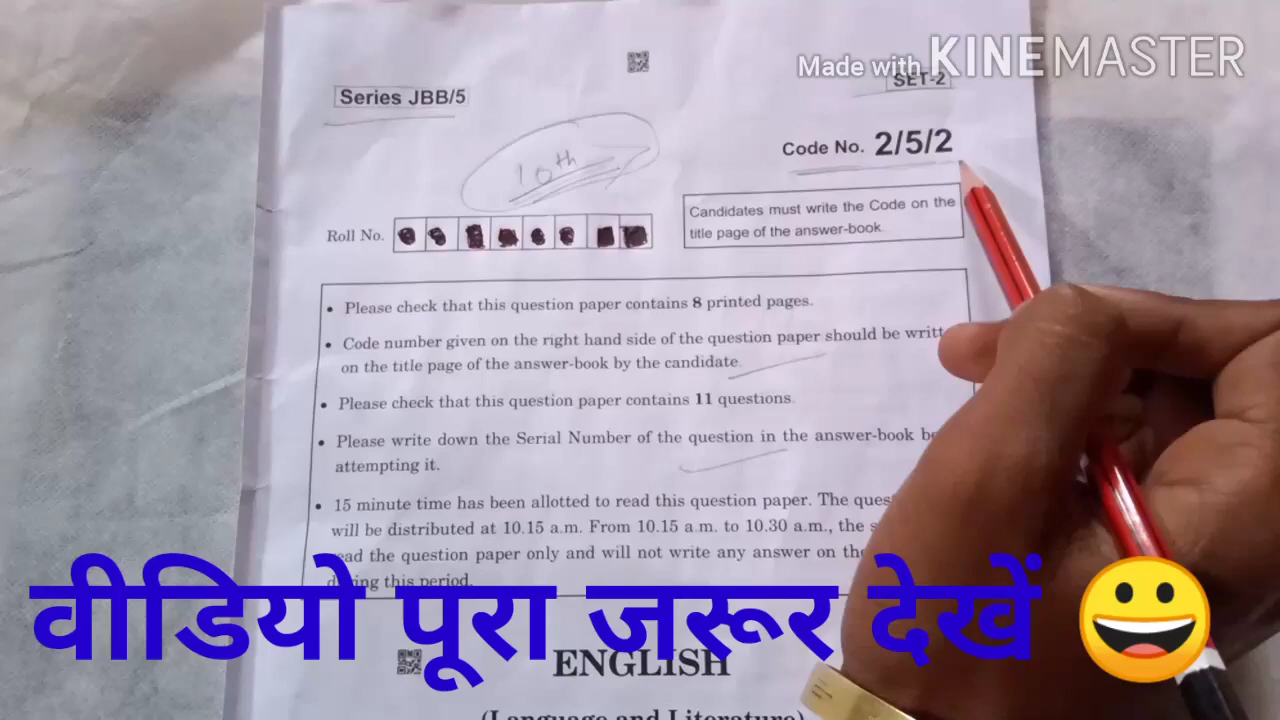 Made with KINEMASTER
SET-2
Series JBB/5
Code No. 2/5/2
10th
Roll No.
Candidates must write the Code on the
title page of the answer-book.
• Please check that this question paper contains 8 printed pages.
• Code number given on the right hand side of the question paper should be writt
on the title page of the answer-book by the candidate.
• Please check that this question paper contains 11 questions.
• Please write down the Serial Number of the question in the answer-book be
attempting it.
• 15 minute time has been allotted to read this question paper. The ques
will be distributed at 10.15 a.m. From 10.15 a.m. to 10.30 a.m., the s
read the question paper only and will not write any answer on the
during this period.
वीडियो पूरा जरूर देखें 😀
ENGLISH
(Language and Literature)